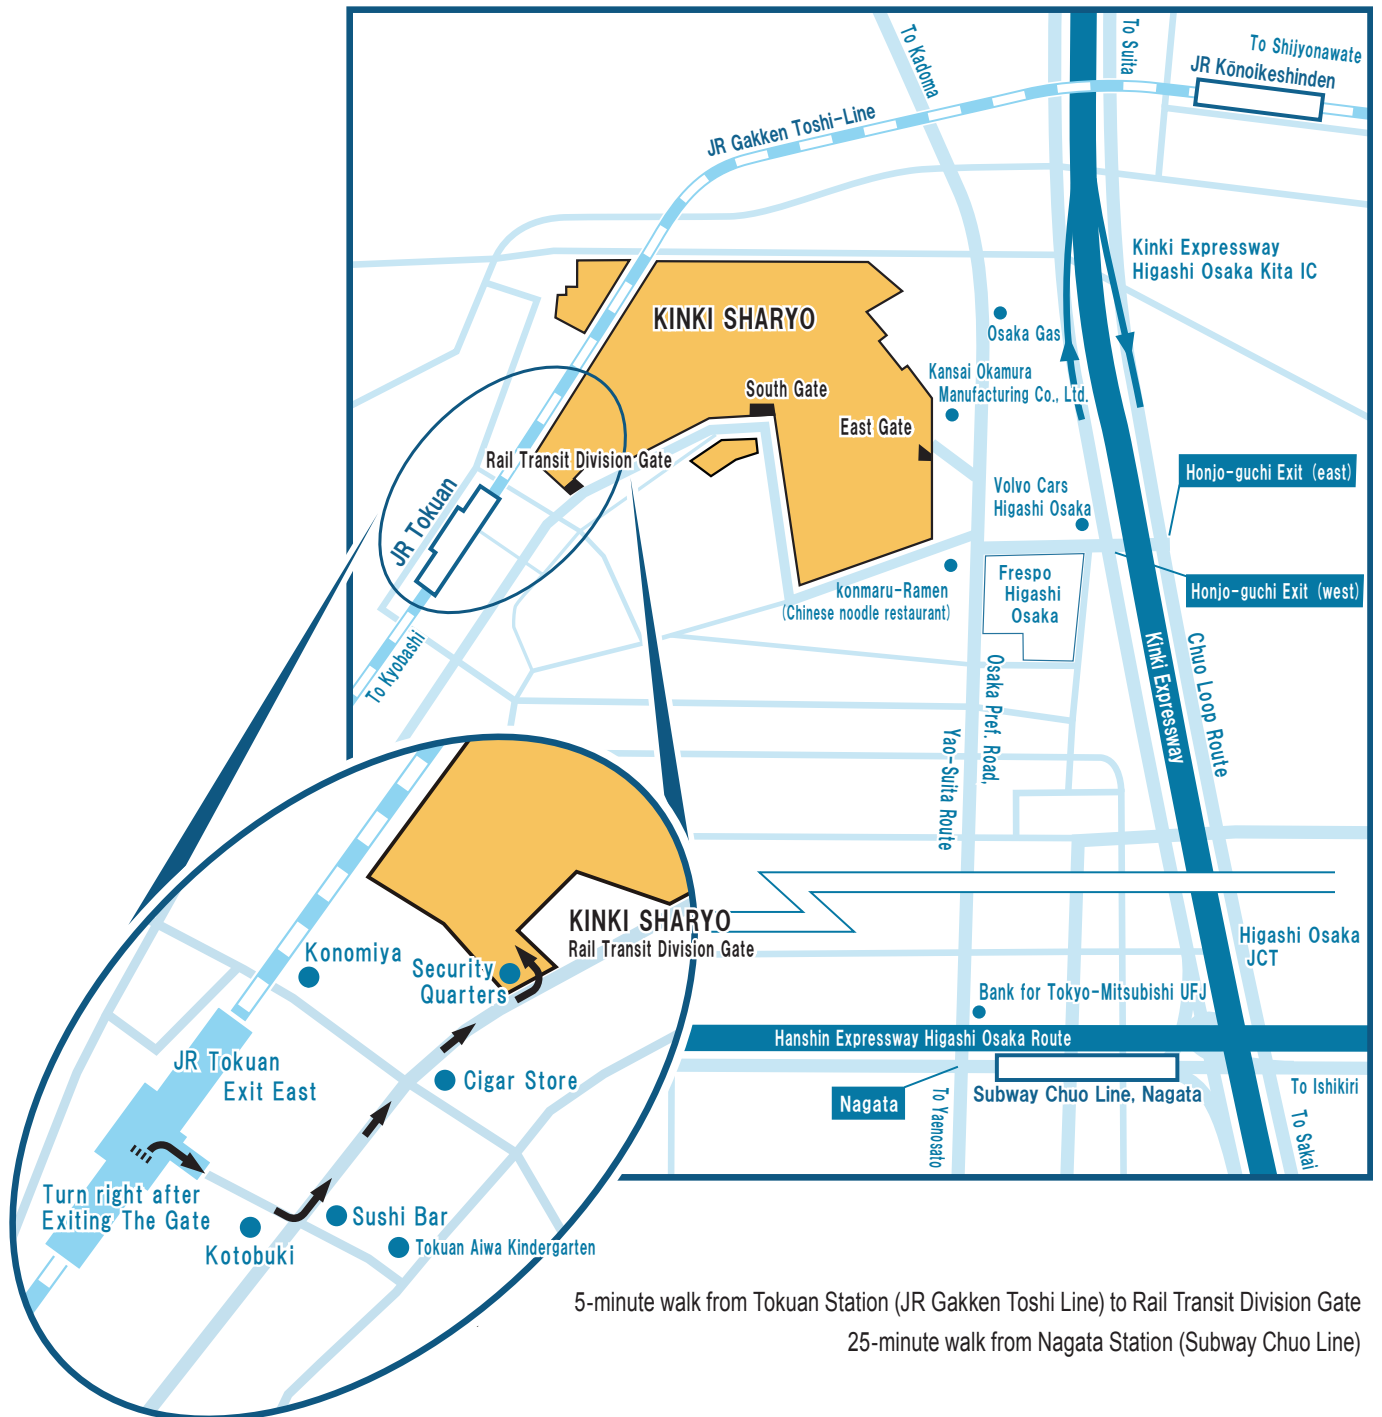 To Kadoma
To Suita
To Shijyonawate
JR Kōnoikeshinden
JR Gakken Toshi-Line
Kinki Expressway
Higashi Osaka Kita IC
KINKI SHARYO
Osaka Gas
Kansai Okamura
Manufacturing Co., Ltd.
South Gate
East Gate
Rail Transit Division Gate
JR Tokuan
Volvo Cars
Higashi Osaka
Honjo-guchi Exit (east)
Honjo-guchi Exit (west)
konmaru-Ramen
(Chinese noodle restaurant)
Frespo
Higashi
Osaka
To Kyobashi
Osaka Pref. Road,
Yao-Suita Route
Kinki Expressway
Chuo Loop Route
KINKI SHARYO
Rail Transit Division Gate
Konomiya
Security
Quarters
Higashi Osaka
JCT
Bank for Tokyo-Mitsubishi UFJ
Hanshin Expressway Higashi Osaka Route
JR Tokuan
Exit East
Cigar Store
Nagata
Subway Chuo Line, Nagata
To Yaenosato
To Ishikiri
To Sakai
Turn right after
Exiting The Gate
Kotobuki
Sushi Bar
Tokuan Aiwa Kindergarten
5-minute walk from Tokuan Station (JR Gakken Toshi Line) to Rail Transit Division Gate
25-minute walk from Nagata Station (Subway Chuo Line)